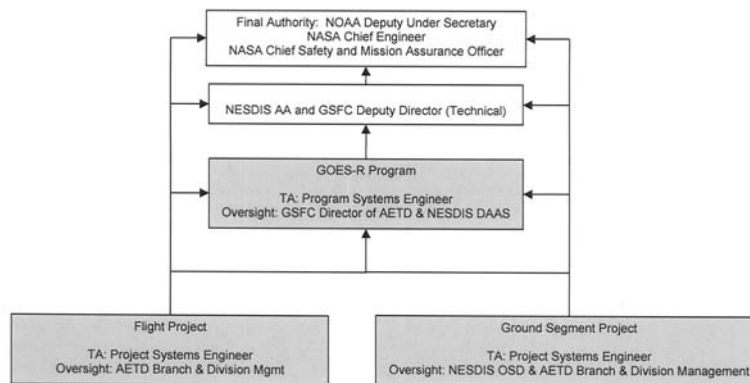 Final Authority: NOAA Deputy Under Secretary
NASA Chief Engineer
NASA Chief Safety and Mission Assurance Officer
NESDIS AA and GSFC Deputy Director (Technical)
GOES-R Program
TA: Program Systems Engineer
Oversight: GSFC Director of AETD & NESDIS DAAS
Flight Project
TA: Project Systems Engineer
Oversight: AETD Branch & Division Mgmt
Ground Segment Project
TA: Project Systems Engineer
Oversight: NESDIS OSD & AETD Branch & Division Management